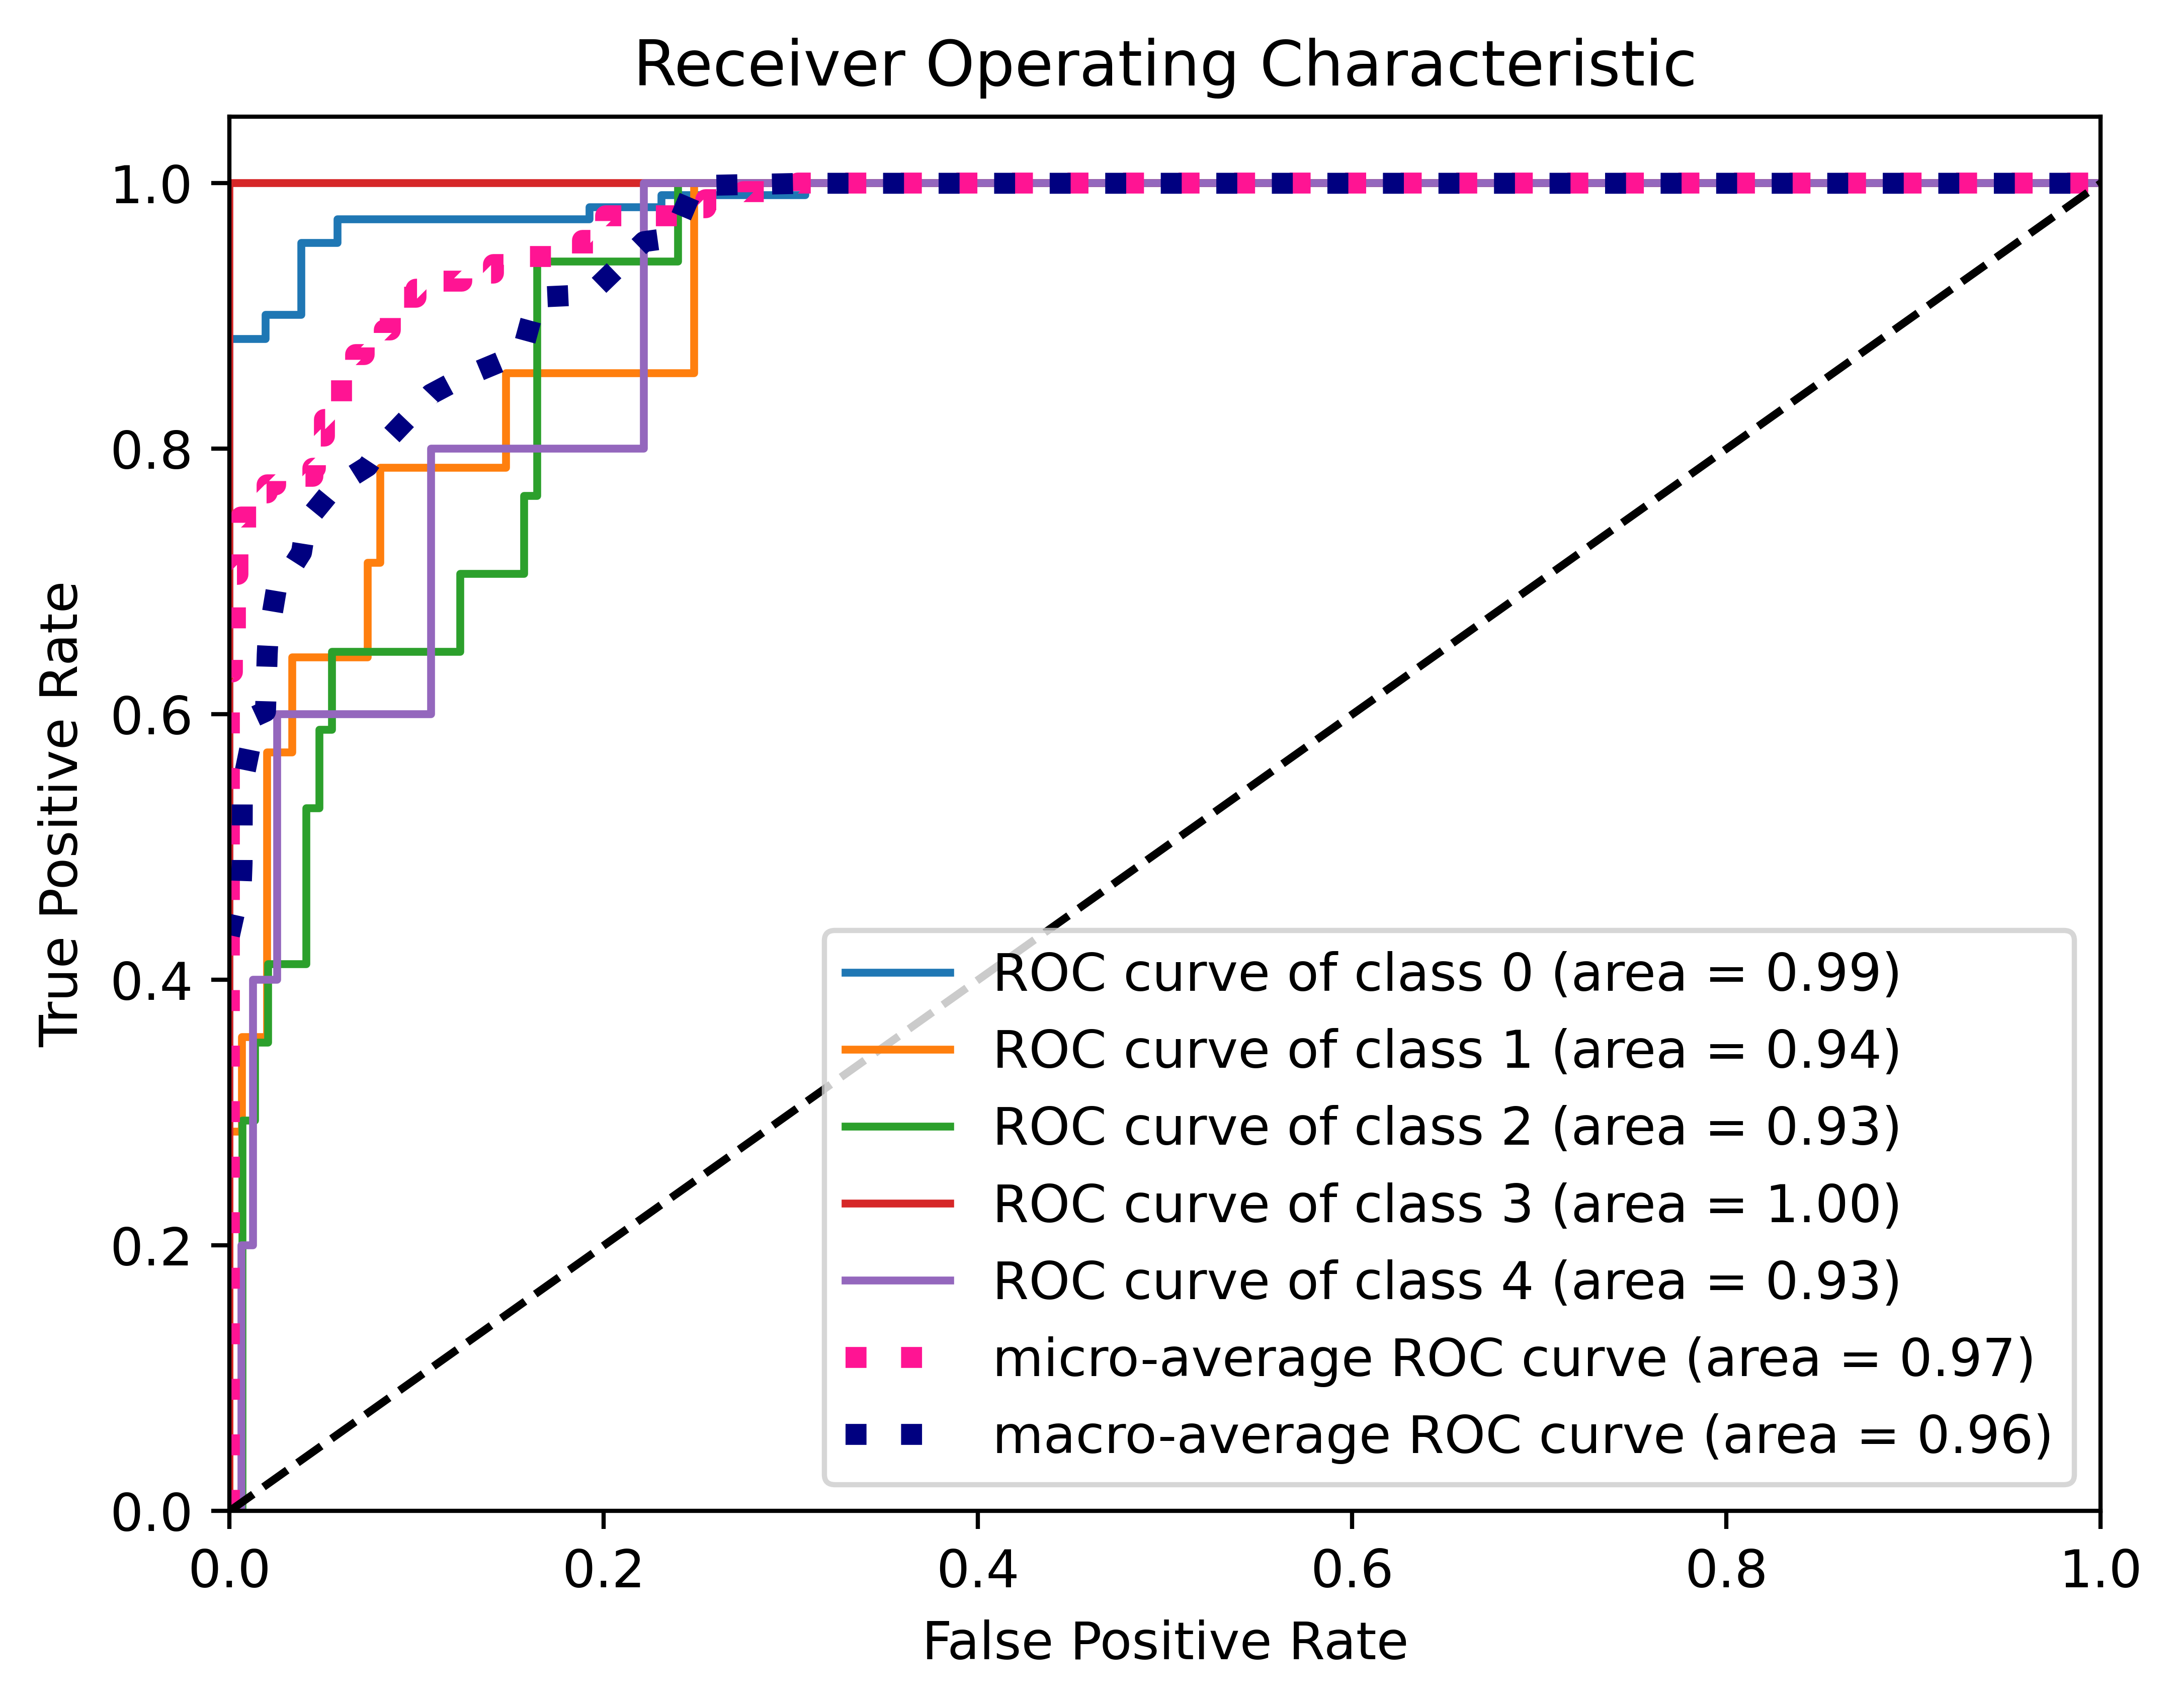 Receiver Operating Characteristic
True Positive Rate
1.0
0.8
0.6
0.4
0.2
0.0
ROC curve of class 0 (area = 0.99)
ROC curve of class 1 (area = 0.94)
ROC curve of class 2 (area = 0.93)
ROC curve of class 3 (area = 1.00)
ROC curve of class 4 (area = 0.93)
micro-average ROC curve (area = 0.97)
macro-average ROC curve (area = 0.96)
0.0 0.2 0.4 0.6 0.8 1.0
False Positive Rate